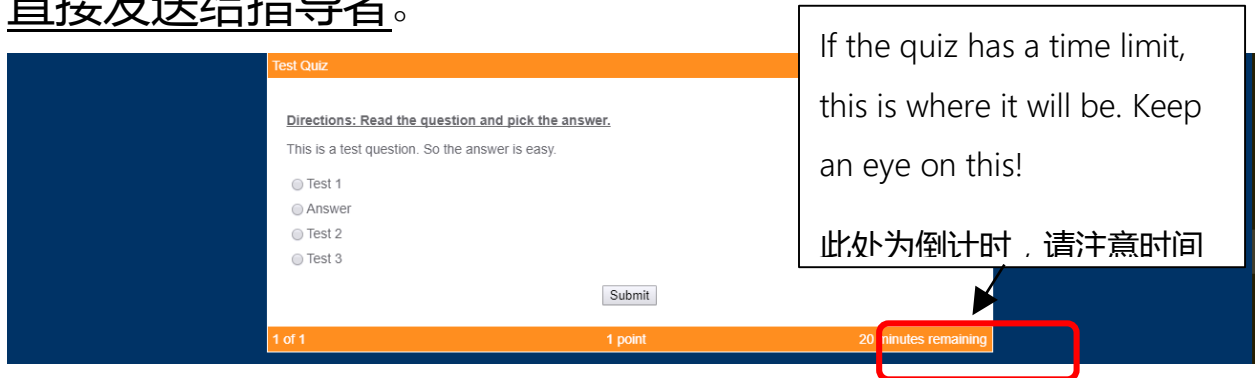 直接发送给指导者。
Test Quiz
If the quiz has a time limit,
this is where it will be. Keep
an eye on this!
此处为倒计时，请注意时间
Directions: Read the question and pick the answer.
This is a test question. So the answer is easy.
Test 1
Answer
Test 2
Test 3
Submit
1 of 1 1 point 20 minutes remaining